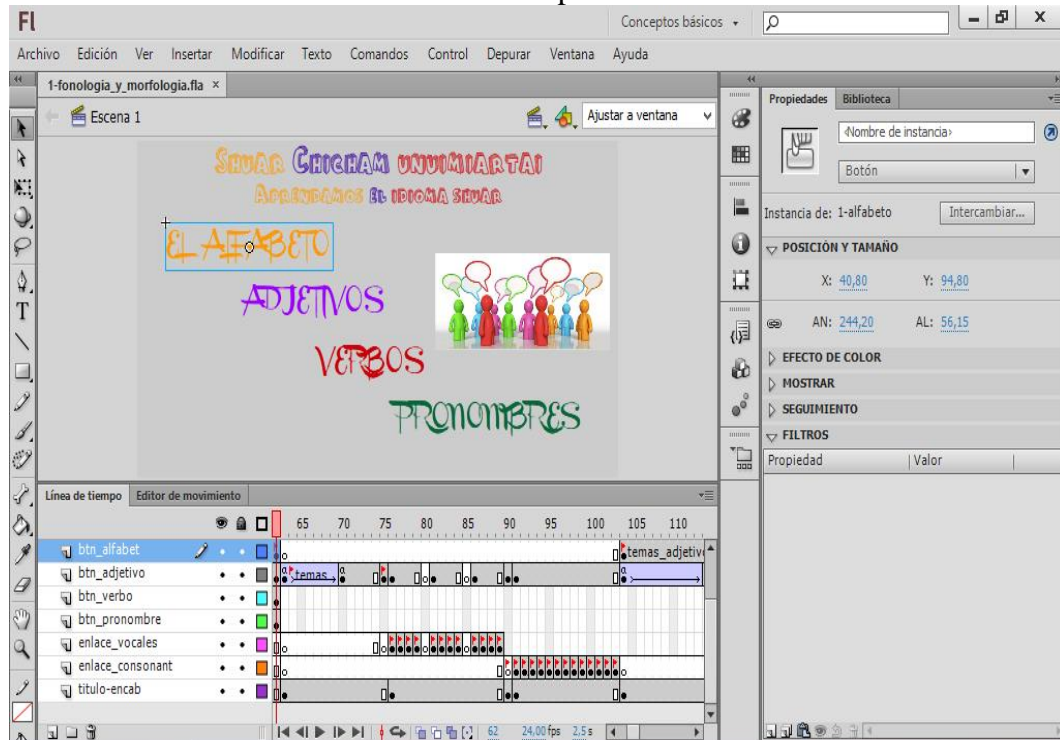 Fl
Conceptos básicos
Archivo Edición Ver Insertar Modificar Texto Comandos Control Depurar Ventana Ayuda
1-fonologia_y_morfologia.fla
Escena 1
Ajustar a ventana
Shuar Chicham unuimiartai
Aprendamos El idioma shuar
EL ALFABETO
ADJETIVOS
VERBOS
PRONOMBRES
Propiedades Biblioteca
<Nombre de instancia>
Botón
Instancia de: 1-alfabeto Intercambiar...
POSICIÓN Y TAMAÑO
X: 40,80 Y: 94,80
AN: 244,20 AL: 56,15
EFECTO DE COLOR
MOSTRAR
SEGUIMIENTO
FILTROS
Propiedad Valor
Línea de tiempo Editor de movimiento
65 70 75 80 85 90 95 100 105 110
btn_alfabet temas_adjetiv
btn_adjetivo temas
btn_verbo
btn_pronombre
enlace_vocales
enlace_consonant
titulo-encab
62 24,00 fps 2,5 s